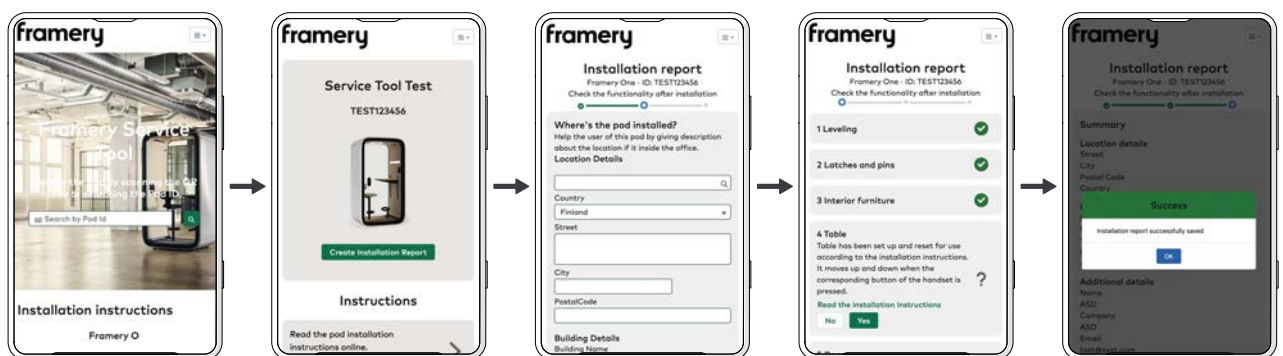 framery
Framery Service
Tool
Search by Pod Id
Installation instructions
Framery O
framery
Service Tool Test
TEST123456
Create Installation Report
Instructions
Read the pod installation
instructions online.
framery
Installation report
Framery One - ID: TEST123456
Check the functionality after installation
Where's the pod installed?
Help the user of this pod by giving description
about the location if it inside the office.
Location Details
Country
Finland
Street
City
PostalCode
Building Details
Building Name
framery
Installation report
Framery One - ID: TEST123456
Check the functionality after installation
1 Leveling
2 Latches and pins
3 Interior furniture
4 Table
Table has been set up and reset for use
according to the installation instructions.
It moves up and down when the
corresponding button of the handset is
pressed.
?
Read the installation instructions
No Yes
framery
Installation report
Framery One - ID: TEST123456
Check the functionality after installation
Summary
Location details
Street
City
Postal Code
Country
Success
Installation report successfully saved
OK
Additional details
Name
ASD
Company
ASD
Email
test@test.com